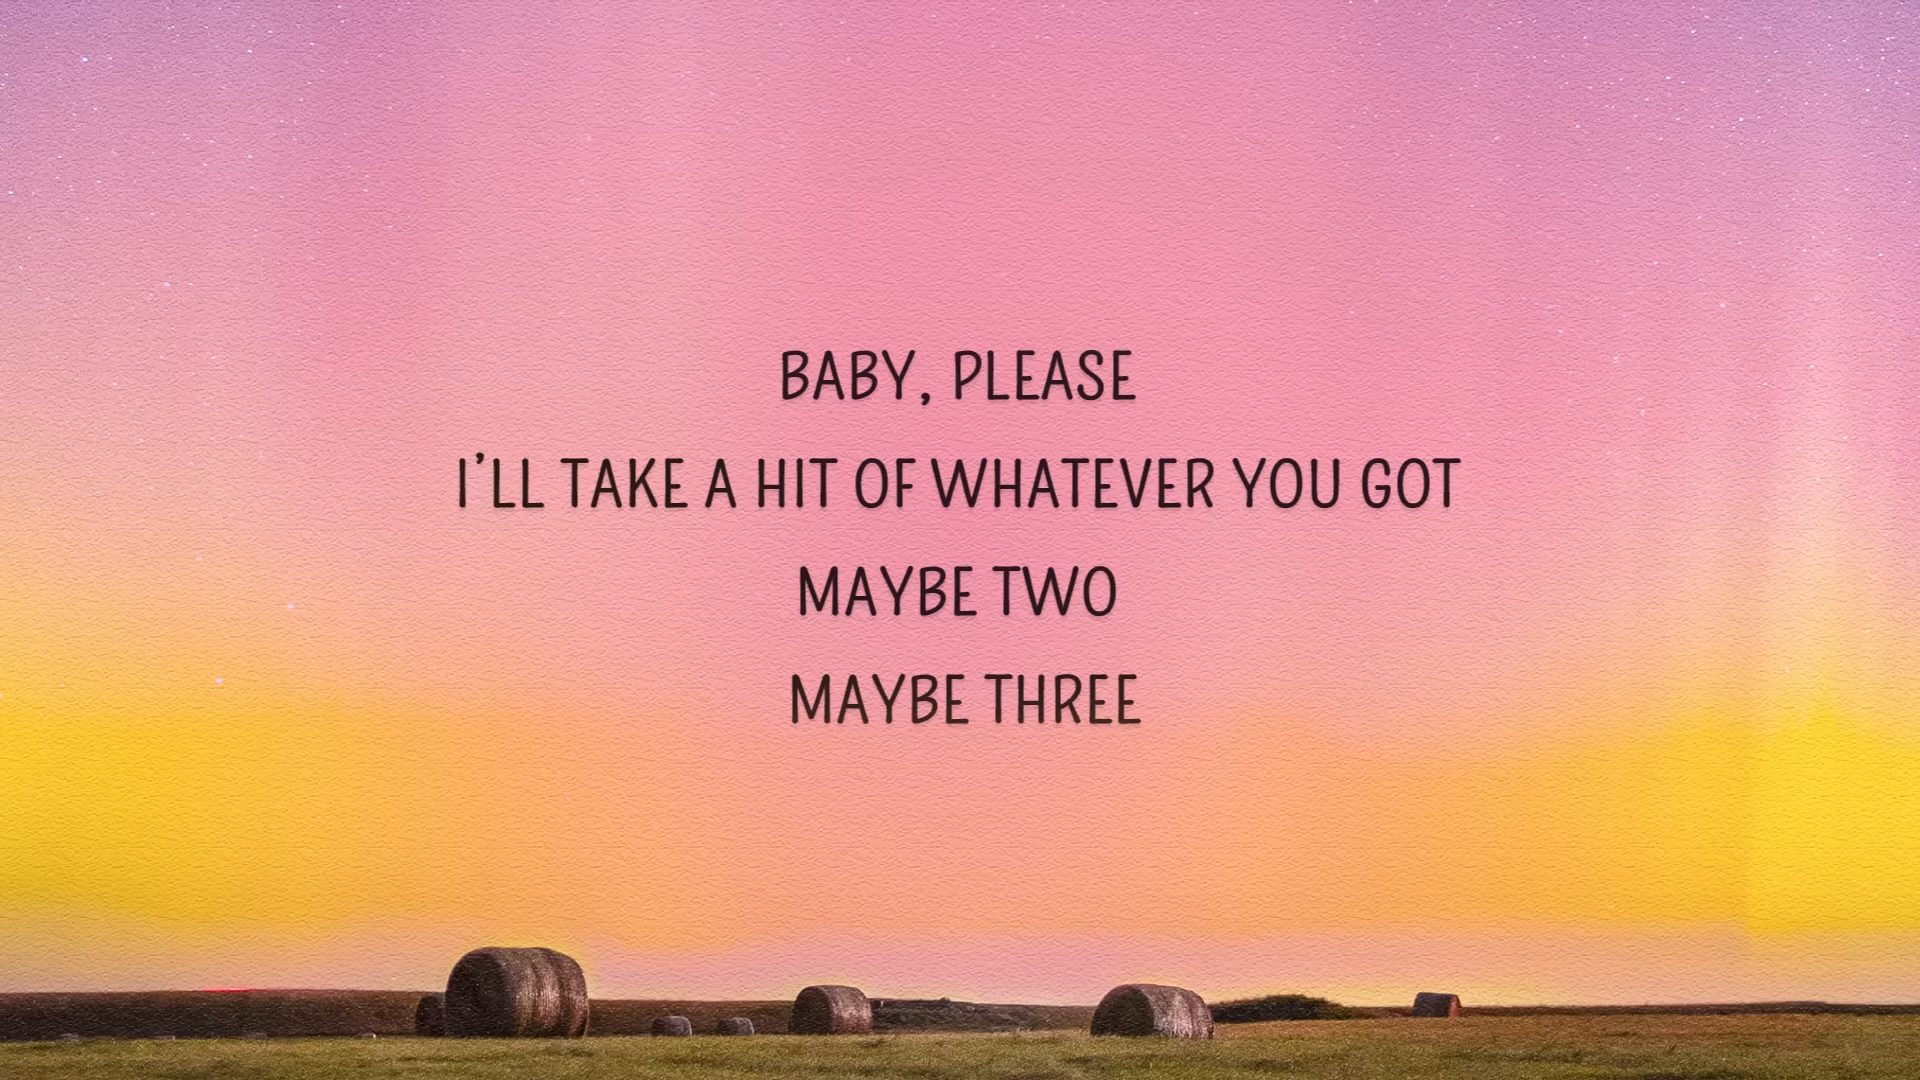 BABY, PLEASE
I'LL TAKE A HIT OF WHATEVER YOU GOT
MAYBE TWO
MAYBE THREE